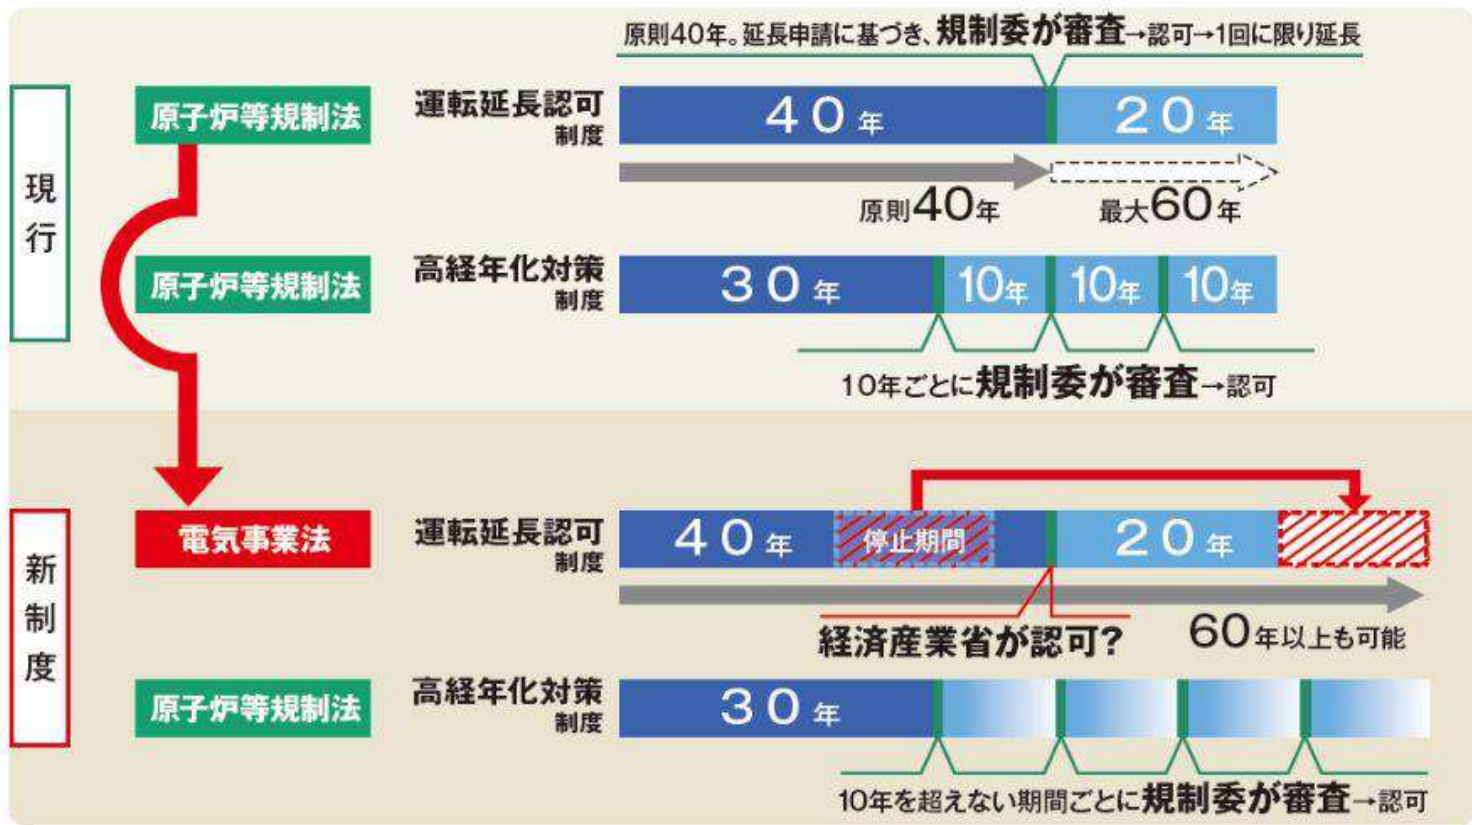 原則40年。延長申請に基づき、規制委が審査→認可→1回に限り延長
現行
原子炉等規制法
運転延長認可
制度
40年
20年
原則40年
最大60年
原子炉等規制法
高経年化対策
制度
30年
10年
10年
10年
10年ごとに規制委が審査→認可
新制度
電気事業法
運転延長認可
制度
40年
停止期間
20年
経済産業省が認可?
60年以上も可能
原子炉等規制法
高経年化対策
制度
30年
10年を超えない期間ごとに規制委が審査→認可